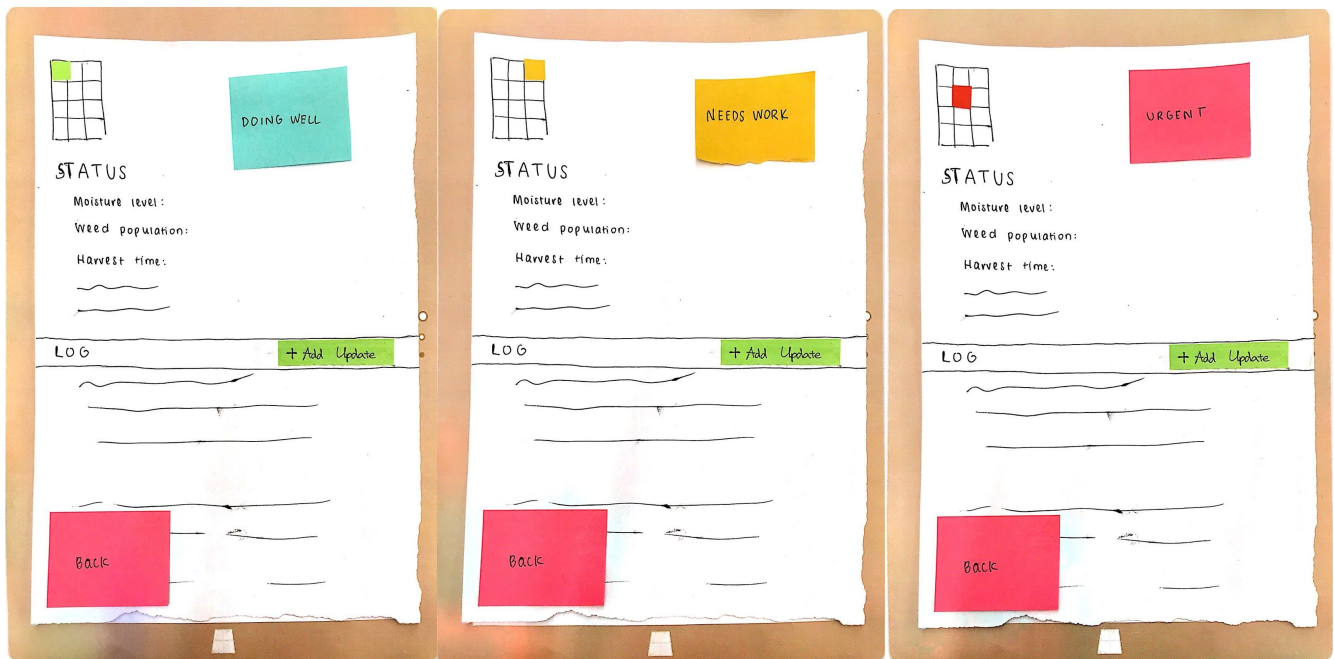 DOING WELL
STATUS
Moisture level:
Weed population:
Harvest time:
LOG
+ Add Update
Back
NEEDS WORK
STATUS
Moisture level:
Weed population:
Harvest time:
LOG
+ Add Update
Back
URGENT
STATUS
Moisture level:
Weed population:
Harvest time:
LOG
+ Add Update
Back